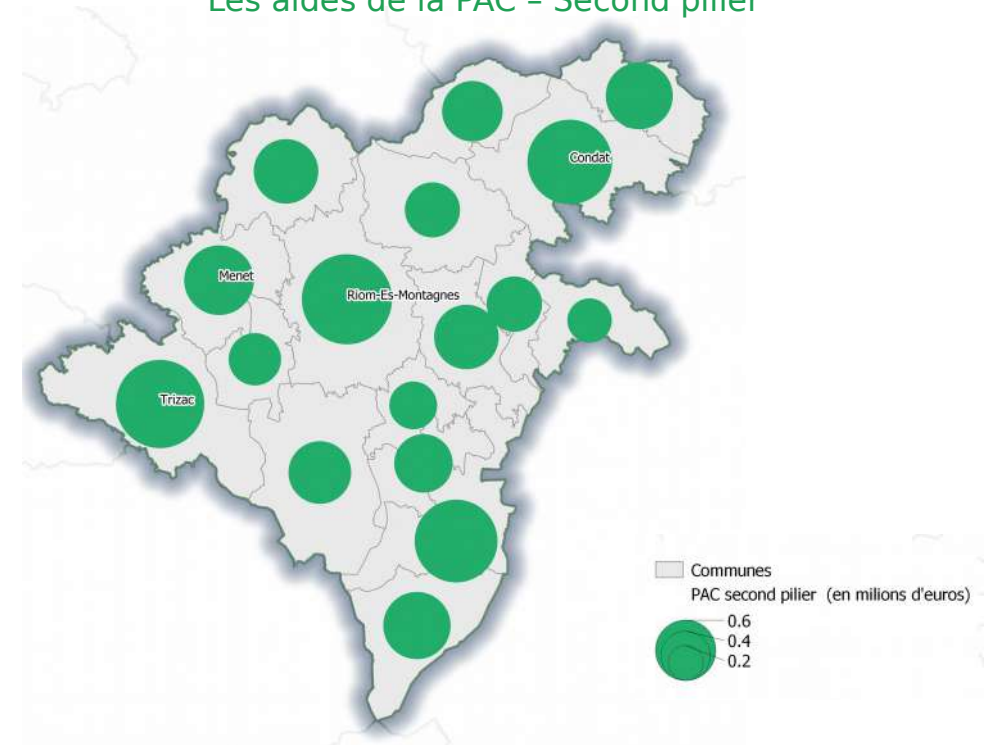 Les aides de la PAC – Second pilier
Condat
Menet
Riom-Es-Montagnes
Trizac
Communes
PAC second pilier (en milions d'euros)
0.6
0.4
0.2